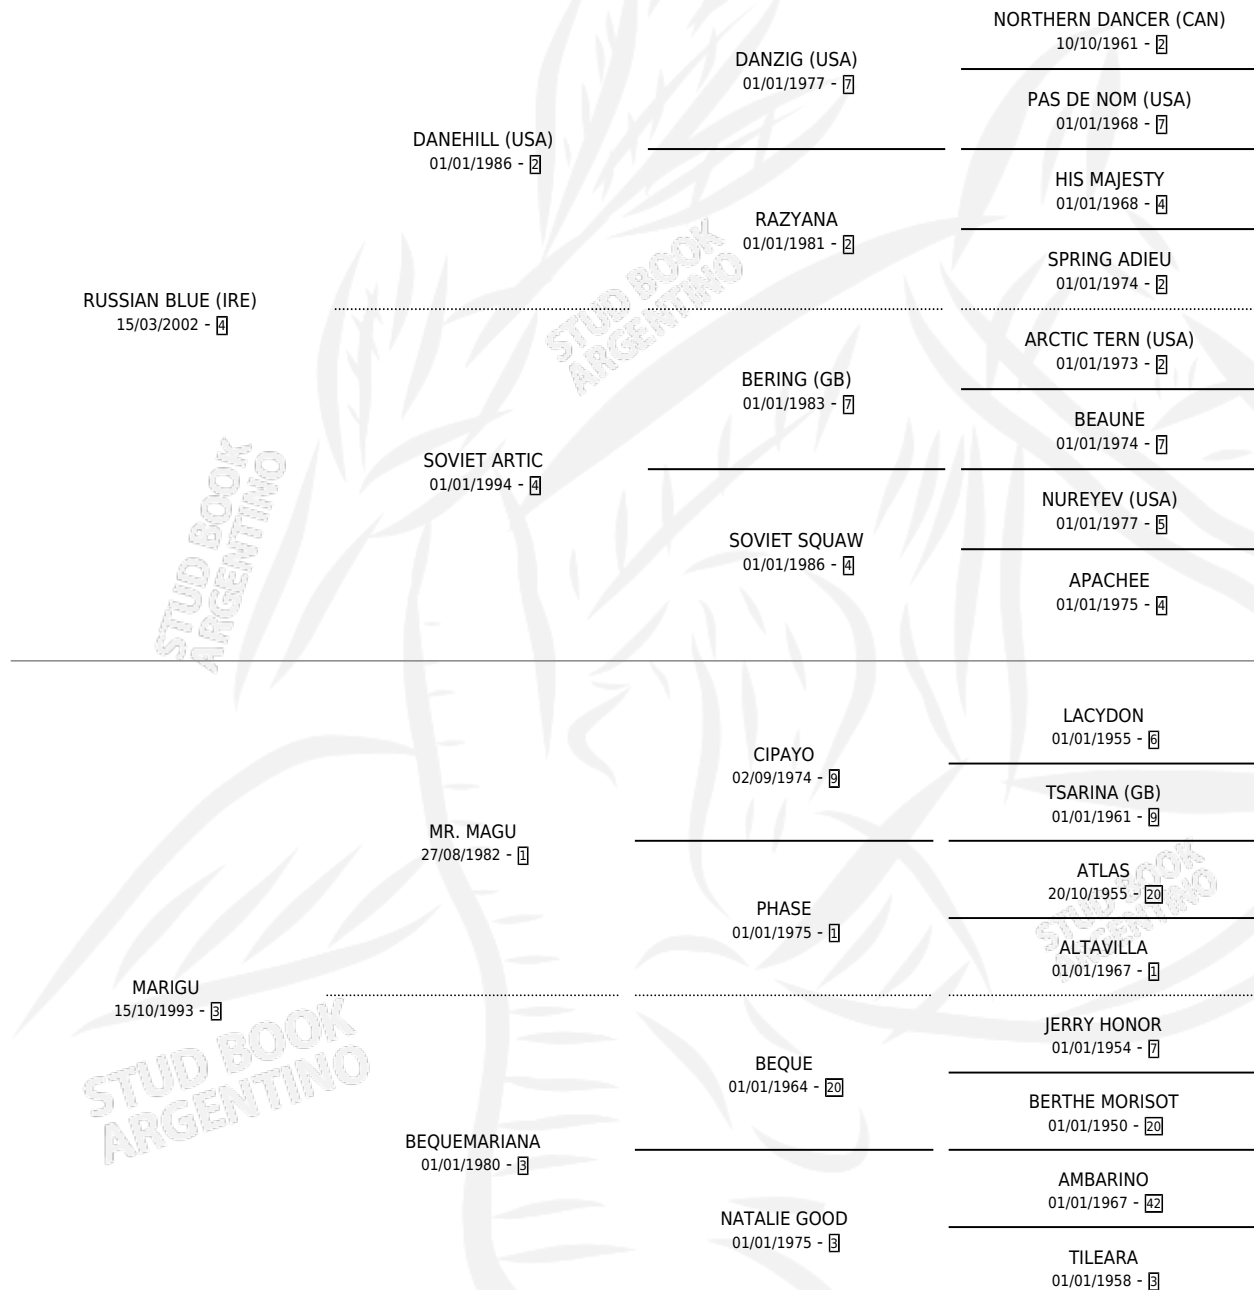 NORTHERN DANCER (CAN)
10/10/1961 - 2
DANZIG (USA)
01/01/1977 - 7
PAS DE NOM (USA)
01/01/1968 - 7
DANEHILL (USA)
01/01/1986 - 2
HIS MAJESTY
01/01/1968 - 4
RAZYANA
01/01/1981 - 2
SPRING ADIEU
01/01/1974 - 2
RUSSIAN BLUE (IRE)
15/03/2002 - 4
ARCTIC TERN (USA)
01/01/1973 - 2
BERING (GB)
01/01/1983 - 7
BEAUNE
01/01/1974 - 7
SOVIET ARTIC
01/01/1994 - 4
NUREYEV (USA)
01/01/1977 - 5
SOVIET SQUAW
01/01/1986 - 4
APACHEE
01/01/1975 - 4
LACYDON
01/01/1955 - 6
CIPAYO
02/09/1974 - 9
TSARINA (GB)
01/01/1961 - 9
MR. MAGU
27/08/1982 - 1
ATLAS
20/10/1955 - 20
PHASE
01/01/1975 - 1
ALTAVILLA
01/01/1967 - 1
MARIGU
15/10/1993 - 3
JERRY HONOR
01/01/1954 - 7
BEQUE
01/01/1964 - 20
BERTHE MORISOT
01/01/1950 - 20
BEQUEMARIANA
01/01/1980 - 3
AMBARINO
01/01/1967 - 42
NATALIE GOOD
01/01/1975 - 3
TILEARA
01/01/1958 - 3
STUD BOOK
ARGENTINO
STUD BOOK
ARGENTINO
STUD BOOK
ARGENTINO
STUD BOOK
ARGENTINO